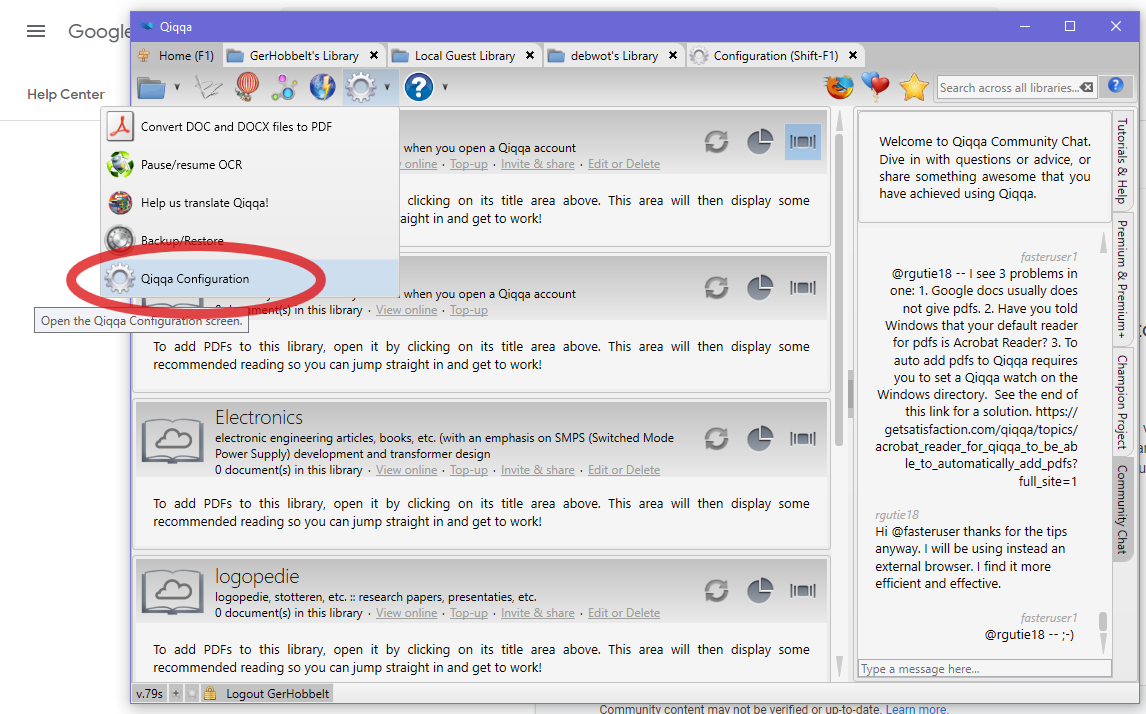 Google
Help Center
Qiqqa
Home (F1)
GerHobbelt's Library
Local Guest Library
debwot's Library
Configuration (Shift-F1)
Search across all libraries...
Convert DOC and DOCX files to PDF
Pause/resume OCR
Help us translate Qiqqa!
Backup/Restore
Qiqqa Configuration
Open the Qiqqa Configuration screen.
when you open a Qiqqa account
online · Top-up · Invite & share · Edit or Delete
clicking on its title area above. This area will then display some
straight in and get to work!
when you open a Qiqqa account
document(s) in this library · View online · Top-up
To add PDFs to this library, open it by clicking on its title area above. This area will then display some
recommended reading so you can jump straight in and get to work!
Electronics
electronic engineering articles, books, etc. (with an emphasis on SMPS (Switched Mode
Power Supply) development and transformer design
0 document(s) in this library · View online · Top-up · Invite & share · Edit or Delete
To add PDFs to this library, open it by clicking on its title area above. This area will then display some
recommended reading so you can jump straight in and get to work!
logopedie
logopedie, stotteren, etc. :: research papers, presentaties, etc.
0 document(s) in this library · View online · Top-up · Invite & share · Edit or Delete
To add PDFs to this library, open it by clicking on its title area above. This area will then display some
recommended reading so you can jump straight in and get to work!
Welcome to Qiqqa Community Chat.
Dive in with questions or advice, or
share something awesome that you
have achieved using Qiqqa.
fasteruser1
@rgutie18 -- I see 3 problems in
one: 1. Google docs usually does
not give pdfs. 2. Have you told
Windows that your default reader
for pdfs is Acrobat Reader? 3. To
auto add pdfs to Qiqqa requires
you to set a Qiqqa watch on the
Windows directory. See the end of
this link for a solution. https://
getsatisfaction.com/qiqqa/topics/
acrobat_reader_for_qiqqa_to_be_ab
le_to_automatically_add_pdfs?
full_site=1
rgutie18
Hi @fasteruser thanks for the tips
anyway. I will be using instead an
external browser. I find it more
efficient and effective.
fasteruser1
@rgutie18 -- ;-)
Type a message here...
Tutorials & Help
Premium & Premium+
Champion Project
Community Chat
v.79s
+
Logout GerHobbelt
Community content may not be verified or up-to-date. Learn more.